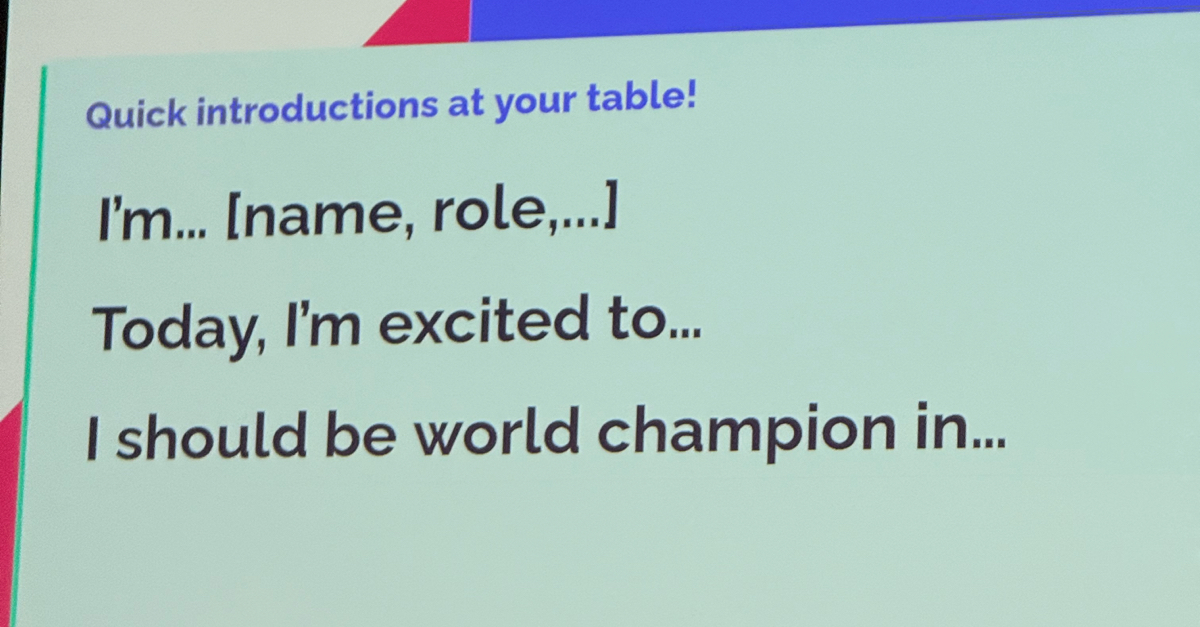 Quick introductions at your table!
I'm... [name, role,...]
Today, I'm excited to...
I should be world champion in...